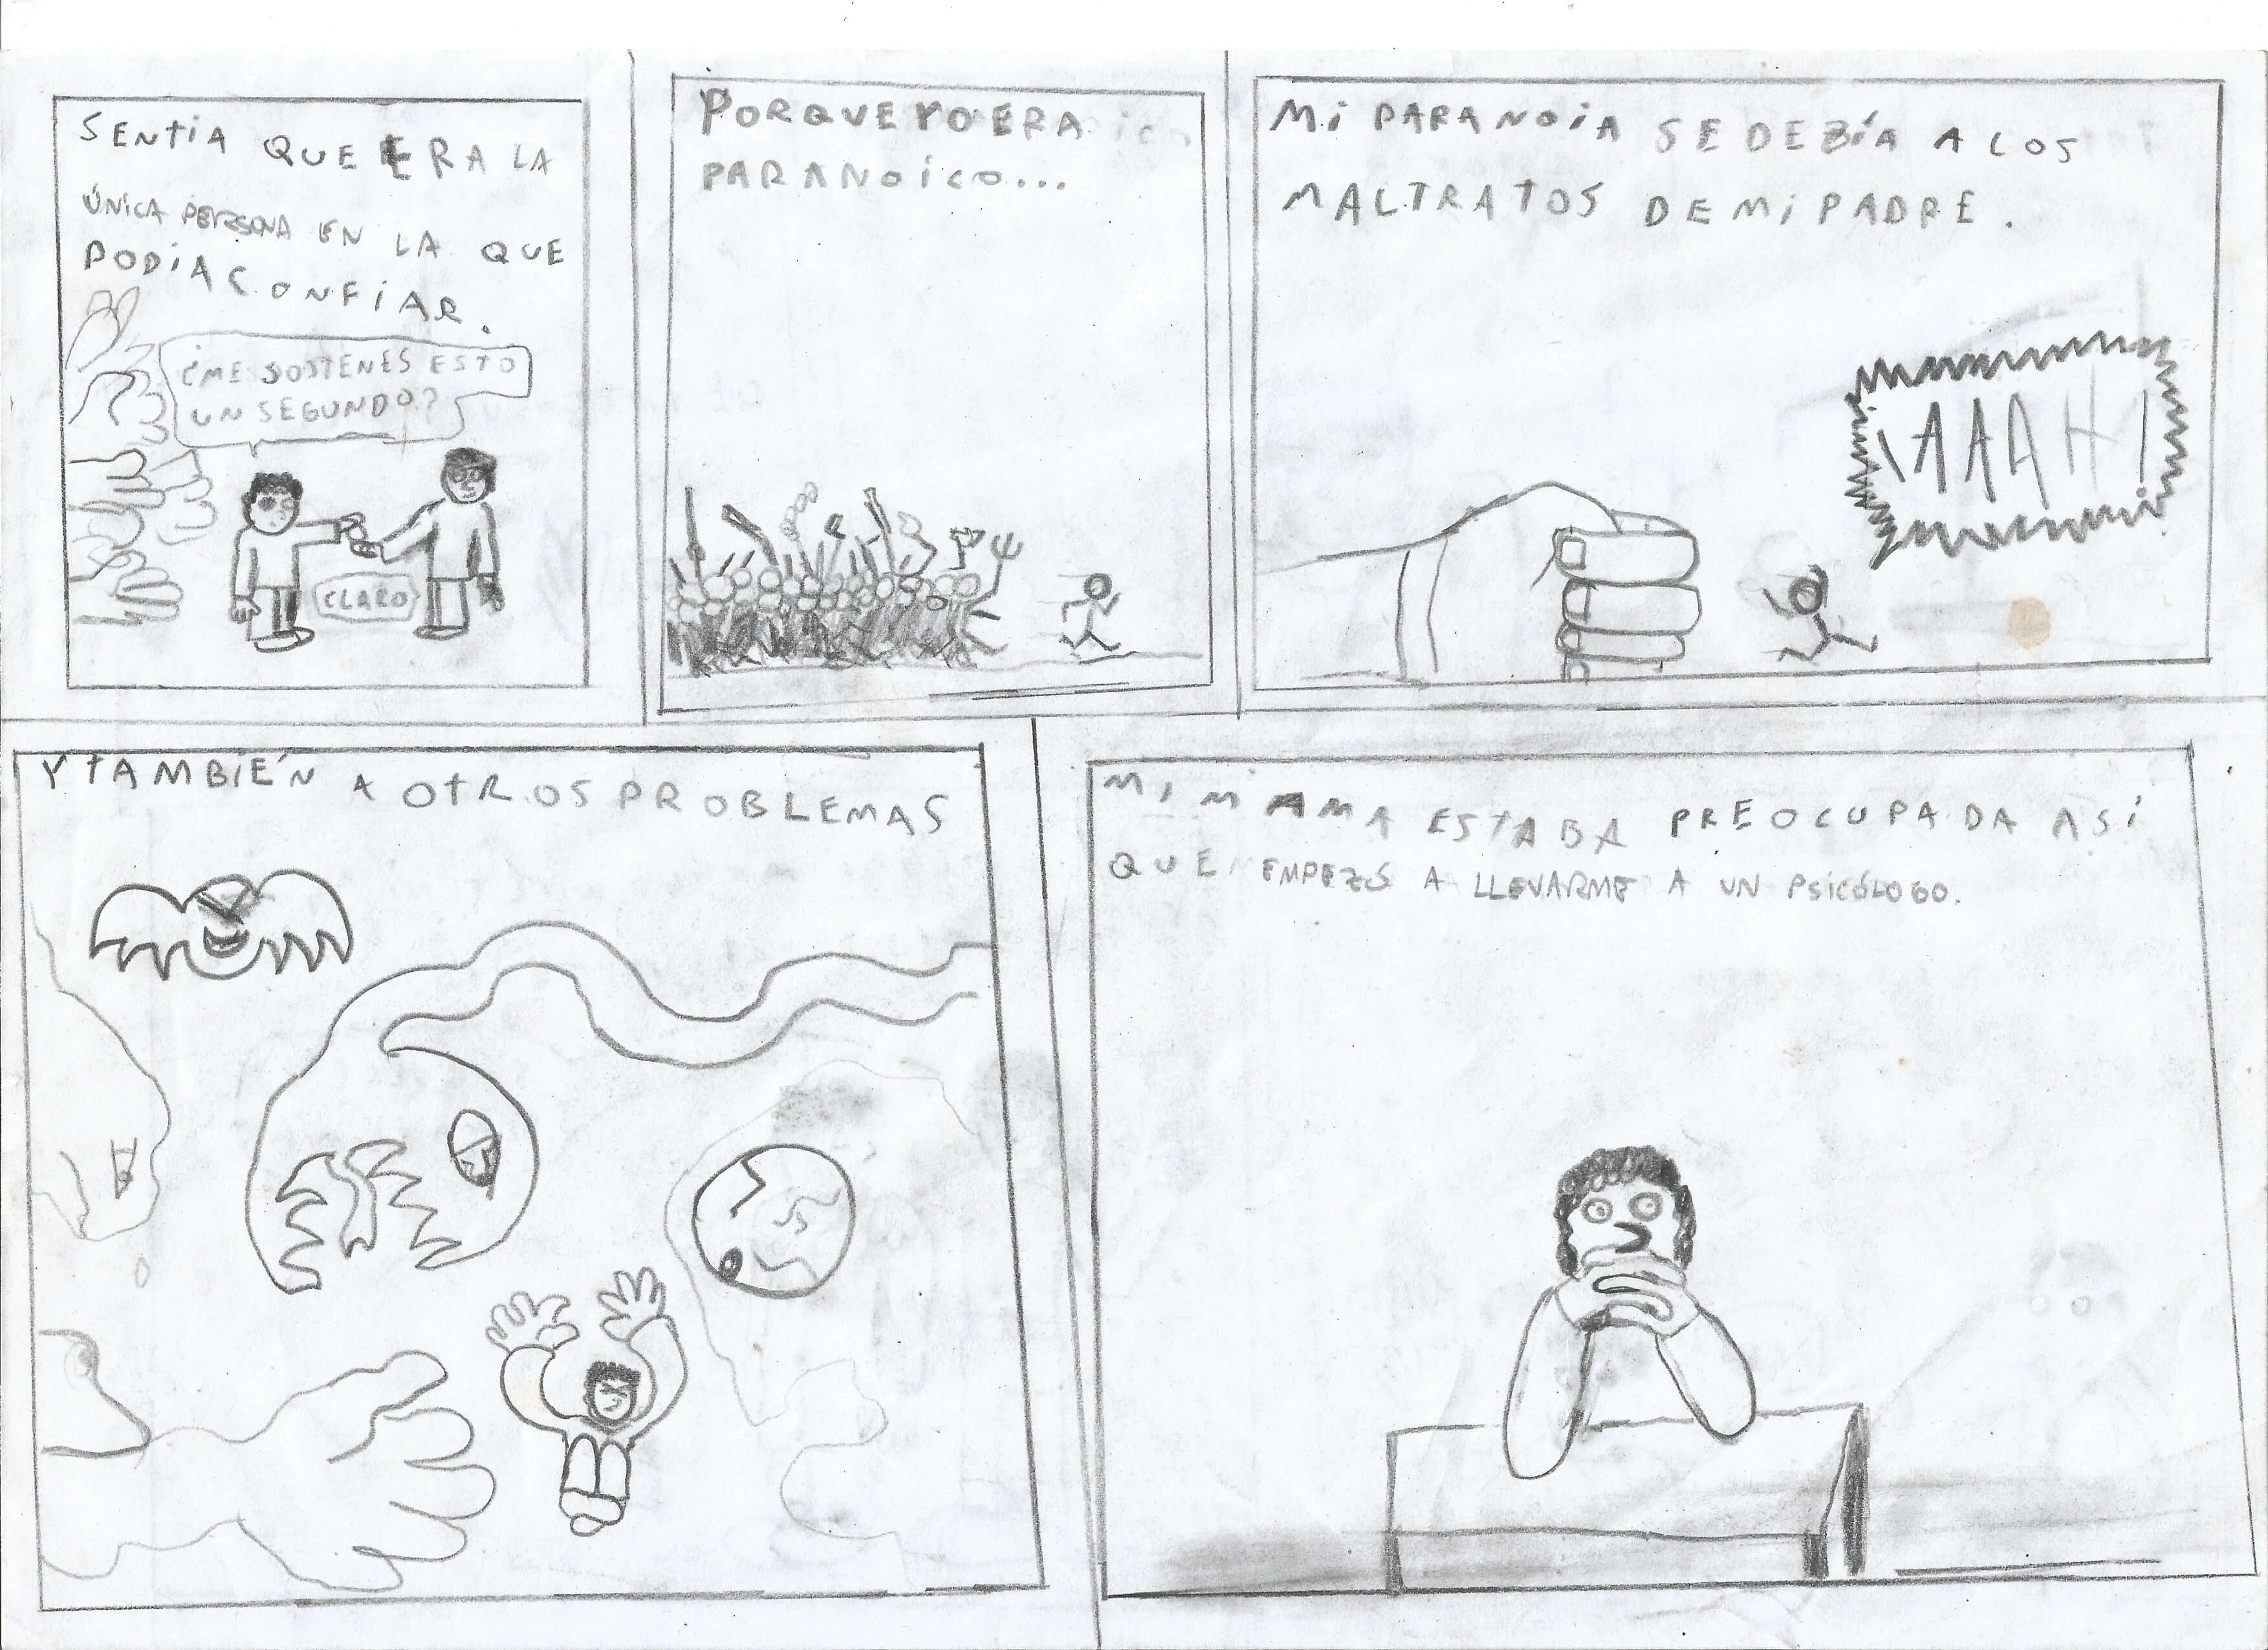 SENTIA QUE ERA LA
ÚNICA PERSONA EN LA QUE
PODIA CONFIAR.
¿ME SOSTENES ESTO
UN SEGUNDO?
CLARO
PORQUE YO ERA
PARANOICO...
MI PARANOIA SE DEBÍA A LOS
MALTRATOS DE MI PADRE.
¡AAAH!
Y TAMBIÉN A OTROS PROBLEMAS
MI MAMA ESTABA PREOCUPADA ASI
QUE EMPEZÓ A LLEVARME A UN PSICÓLOGO.